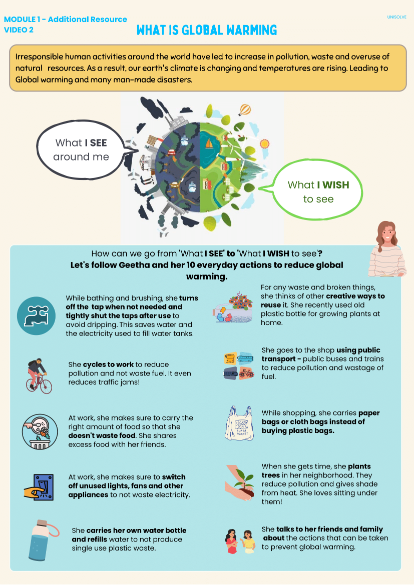 MODULE 1 - Additional Resource
VIDEO 2
WHAT IS GLOBAL WARMING
Irresponsible human activities around the world have led to increase in pollution, waste and overuse of
natural resources. As a result, our earth's climate is changing and temperatures are rising. Leading to
Global warming and many man-made disasters.
What I SEE
around me
What I WISH
to see
How can we go from 'What I SEE' to 'What I WISH to see'?
Let's follow Geetha and her 10 everyday actions to reduce global
warming.
While bathing and brushing, she turns
off the tap when not needed and
tightly shut the taps after use to
avoid dripping. This saves water and
the electricity used to fill water tanks.
She cycles to work to reduce
pollution and not waste fuel. It even
reduces traffic jams!
At work, she makes sure to carry the
right amount of food so that she
doesn't waste food. She shares
excess food with her friends.
At work, she makes sure to switch
off unused lights, fans and other
appliances to not waste electricity.
She carries her own water bottle
and refills water to not produce
single use plastic waste.
For any waste and broken things,
she thinks of other creative ways to
reuse it. She recently used old
plastic bottle for growing plants at
home.
She goes to the shop using public
transport - public buses and trains
to reduce pollution and wastage of
fuel.
While shopping, she carries paper
bags or cloth bags instead of
buying plastic bags.
When she gets time, she plants
trees in her neighborhood. They
reduce pollution and gives shade
from heat. She loves sitting under
them!
She talks to her friends and family
about the actions that can be taken
to prevent global warming.